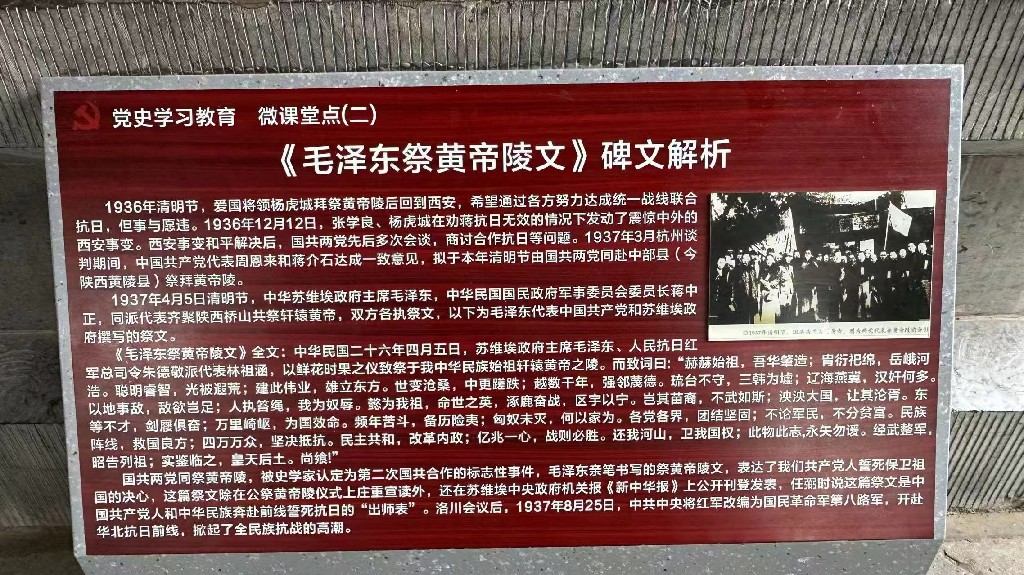 党史学习教育 微课堂点(二)
《毛泽东祭黄帝陵文》碑文解析
1936年清明节，爱国将领杨虎城拜祭黄帝陵后回到西安，希望通过各方努力达成统一战线联合
抗日，但事与愿违。1936年12月12日，张学良、杨虎城在劝蒋抗日无效的情况下发动了震惊中外的
西安事变。西安事变和平解决后，国共两党先后多次会谈，商讨合作抗日等问题。1937年3月杭州谈
判期间，中国共产党代表周恩来和蒋介石达成一致意见，拟于本年清明节由国共两党同赴中部县（今
陕西黄陵县）祭拜黄帝陵。
1937年4月5日清明节，中华苏维埃政府主席毛泽东，中华民国国民政府军事委员会委员长蒋中
正，同派代表齐聚陕西桥山共祭轩辕黄帝，双方各执祭文，以下为毛泽东代表中国共产党和苏维埃政
府撰写的祭文。
《毛泽东祭黄帝陵文》全文：中华民国二十六年四月五日，苏维埃政府主席毛泽东、人民抗日红
军总司令朱德敬派代表林祖涵，以鲜花时果之仪致祭于我中华民族始祖轩辕黄帝之陵。而致词曰：“赫赫始祖，吾华肇造；胄衍祀绵，岳峨河
浩。聪明睿智，光被遐荒；建此伟业，雄立东方。世变沧桑，中更蹉跌；越数千年，强邻蔑德。琉台不守，三韩为墟；辽海燕冀，汉奸何多。
以地事敌，敌欲岂足；人执笞绳，我为奴辱。懿为我祖，命世之英，涿鹿奋战，区宇以宁。岂其苗裔，不武如斯；泱泱大国，让其沦胥。东
等不才，剑屦俱奋；万里崎岖，为国效命。频年苦斗，备历险夷；匈奴未灭，何以家为。各党各界，团结坚固；不论军民，不分贫富。民族
阵线，救国良方；四万万众，坚决抵抗。民主共和，改革内政；亿兆一心，战则必胜。还我河山，卫我国权；此物此志,永矢勿谖。经武整军，
昭告列祖；实鉴临之，皇天后土。尚飨!”
国共两党同祭黄帝陵，被史学家认定为第二次国共合作的标志性事件，毛泽东亲笔书写的祭黄帝陵文，表达了我们共产党人誓死保卫祖
国的决心，这篇祭文除在公祭黄帝陵仪式上庄重宣读外，还在苏维埃中央政府机关报《新中华报》上公开刊登发表，任弼时说这篇祭文是中
国共产党人和中华民族奔赴前线誓死抗日的“出师表”。洛川会议后，1937年8月25日，中共中央将红军改编为国民革命军第八路军，开赴
华北抗日前线，掀起了全民族抗战的高潮。